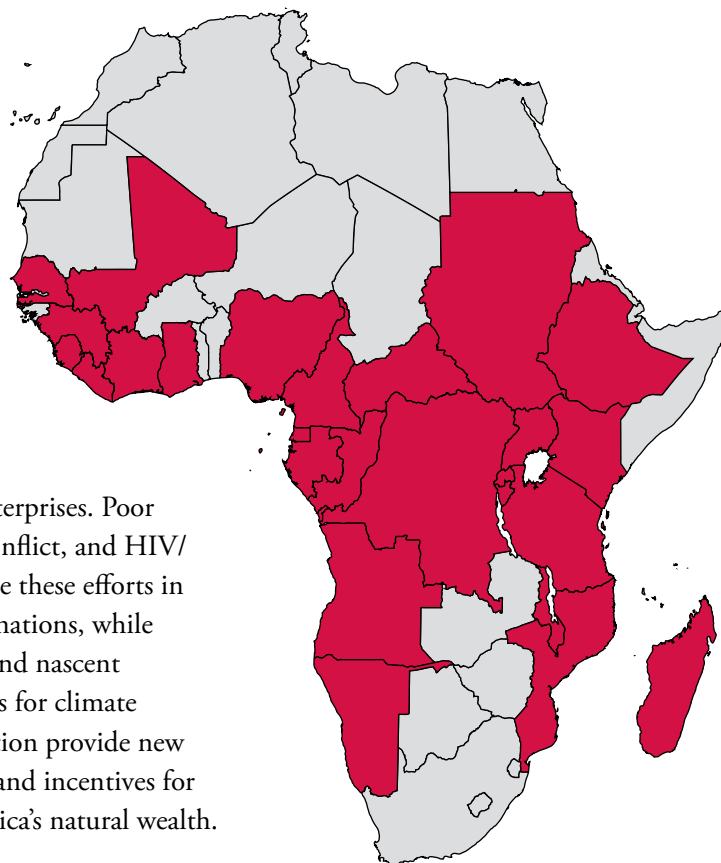 terprises. Poor
nflict, and HIV/
e these efforts in
nations, while
nd nascent
s for climate
tion provide new
and incentives for
ica's natural wealth.